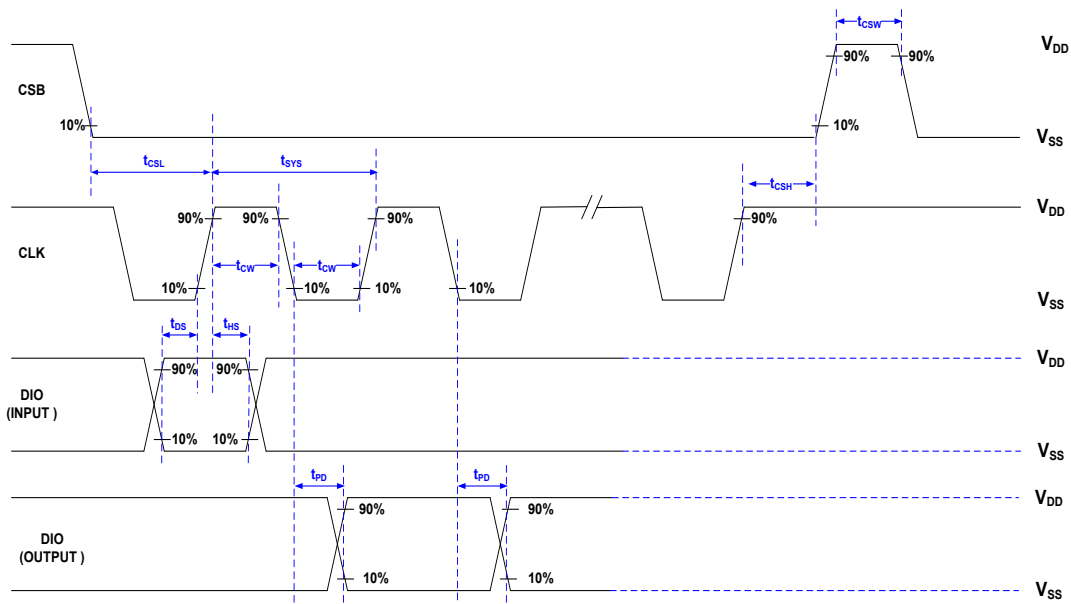 tCSW
VDD
90%
90%
CSB
10%
10%
VSS
tCSL
tSYS
tCSH
VDD
90%
90%
90%
90%
CLK
tCW
tCW
10%
10%
10%
10%
VSS
tDS
tHS
VDD
90%
90%
DIO
(INPUT )
10%
10%
VSS
tPD
tPD
VDD
90%
90%
DIO
(OUTPUT )
10%
10%
VSS